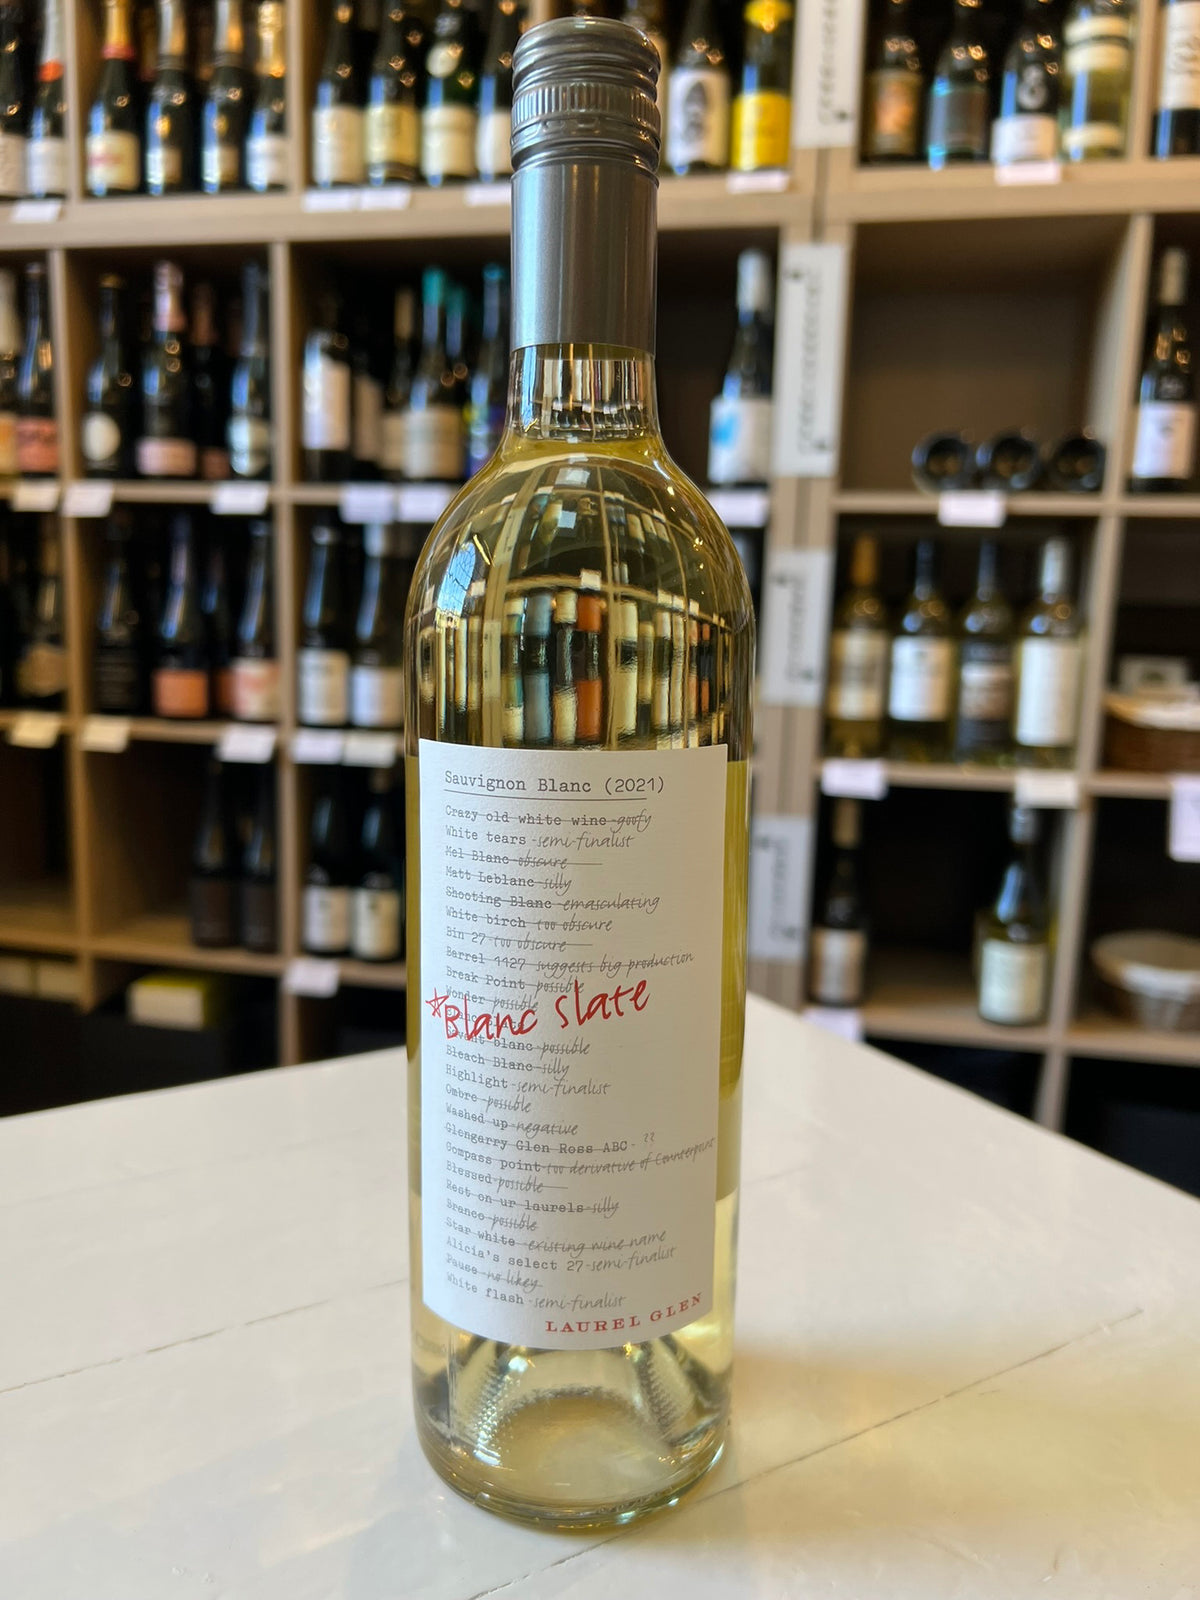 Sauvignon Blanc (2021)
Crazy old white wine -goofy
White tears -semi-finalist
Mel Blanc-obscure
Matt Leblanc-silly
Shooting Blanc -emasculating
White birch too obscure
Bin 27-too obscure
Barrel 1127 suggests big production
Break Point possible
Wonder possible
*Blanc slate
blanc-possible
Bleach Blanc-silly
Highlight-semi-finalist
Ombre-possible
Washed up-negative
Glengarry Glen Ross ABC- ??
Compass point-too derivative of Counterpoint
Blessed-possible
Rest on ur laurels-silly
Branco-possible
Star white -existing wine name
Alicia's select 27-semi-finalist
Pause-no likey
White flash-semi-finalist
LAUREL GLEN